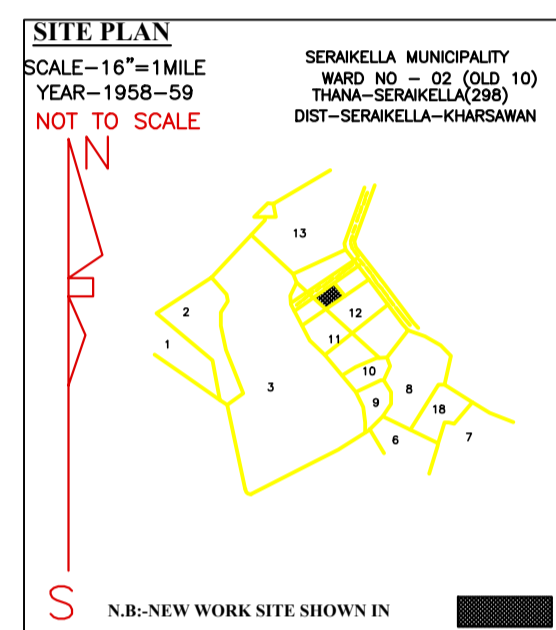 SITE PLAN
SCALE-16"=1MILE
YEAR-1958-59
NOT TO SCALE
SERAIKELLA MUNICIPALITY
WARD NO - 02 (OLD 10)
THANA-SERAIKELLA(298)
DIST-SERAIKELLA-KHARSAWAN
N
13
2
12
1
11
3
10
8
9
18
6
7
S
N.B:-NEW WORK SITE SHOWN IN